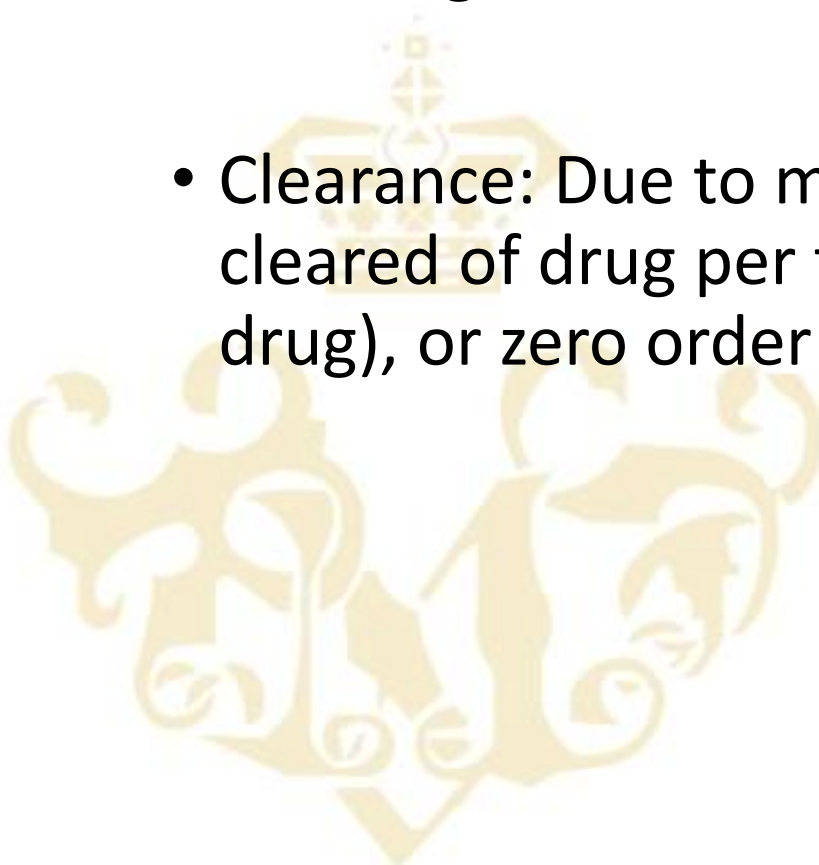 • Clearance: Due to m
cleared of drug per
drug), or zero order